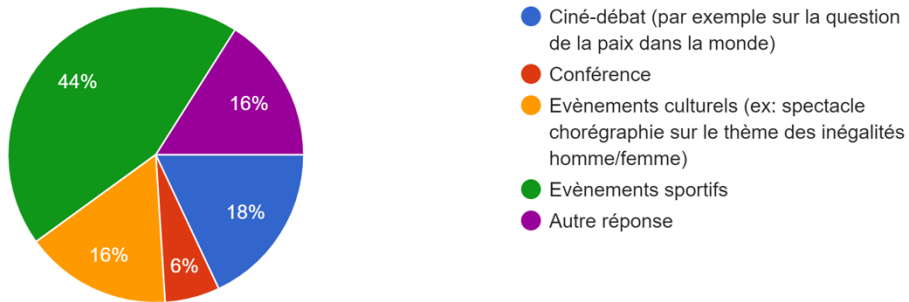 44%
16%
18%
16%
6%
Ciné-débat (par exemple sur la question
de la paix dans la monde)
Conférence
Evènements culturels (ex: spectacle
chorégraphie sur le thème des inégalités
homme/femme)
Evènements sportifs
Autre réponse